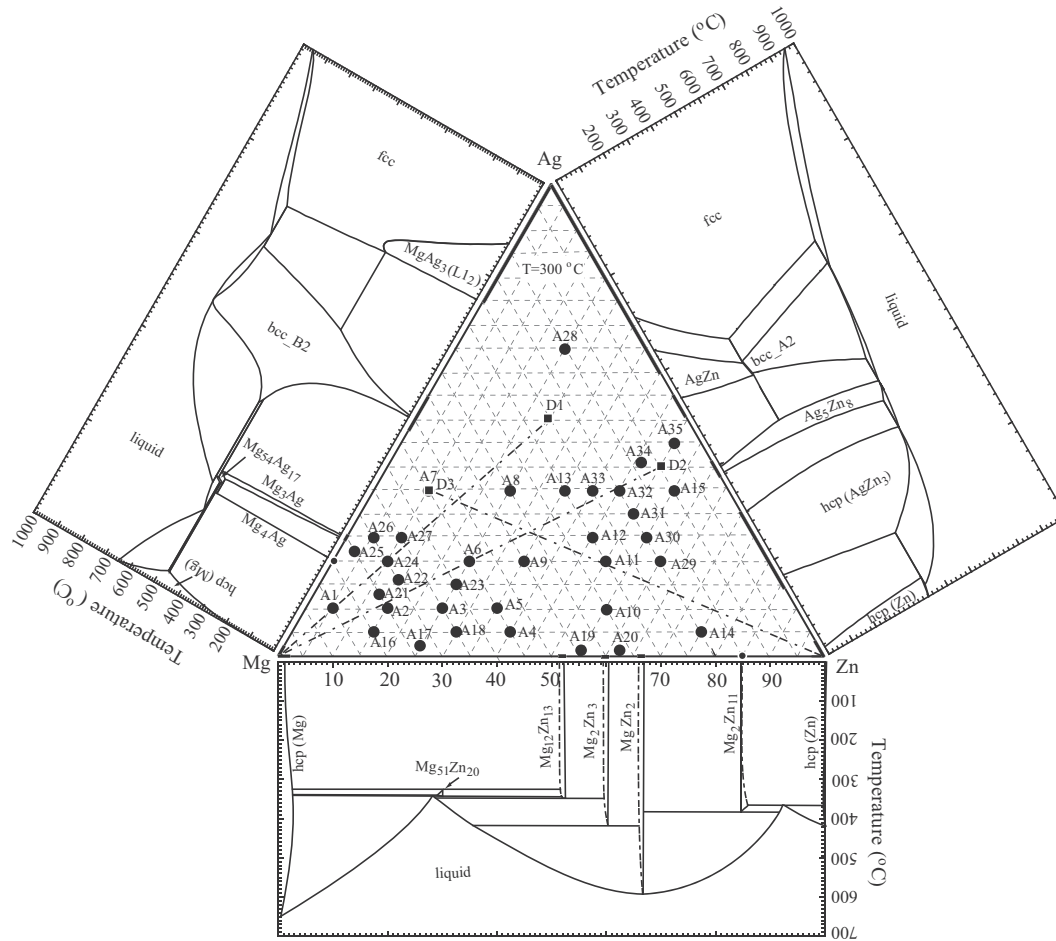 Temperature (°C)
1000
900
800
700
600
500
400
300
200
Ag
fcc
fcc
MgAg3(L12)
T=300 °C
liquid
A28
bcc_B2
bcc_A2
AgZn
D1
Ag5Zn8
liquid
A35
A34
D2
Mg54Ag17
Mg3Ag
Mg4Ag
A7
D3
A8
A13
A33
A32
A15
hcp (AgZn3)
A31
1000
900
800
700
600
500
400
300
200
Temperature (°C)
hcp (Mg)
A26
A27
A12
A30
A25
A24
A6
A9
A11
A29
A22
A23
A21
A1
A2
A3
A5
A10
hcp (Zn)
A16
A17
A18
A4
A19
A20
A14
Mg
Zn
10
20
30
40
50
60
70
80
90
hcp (Mg)
Mg12Zn13
Mg2Zn3
MgZn2
Mg2Zn11
hcp (Zn)
Mg51Zn20
liquid
100
200
300
400
500
600
700
Temperature (°C)